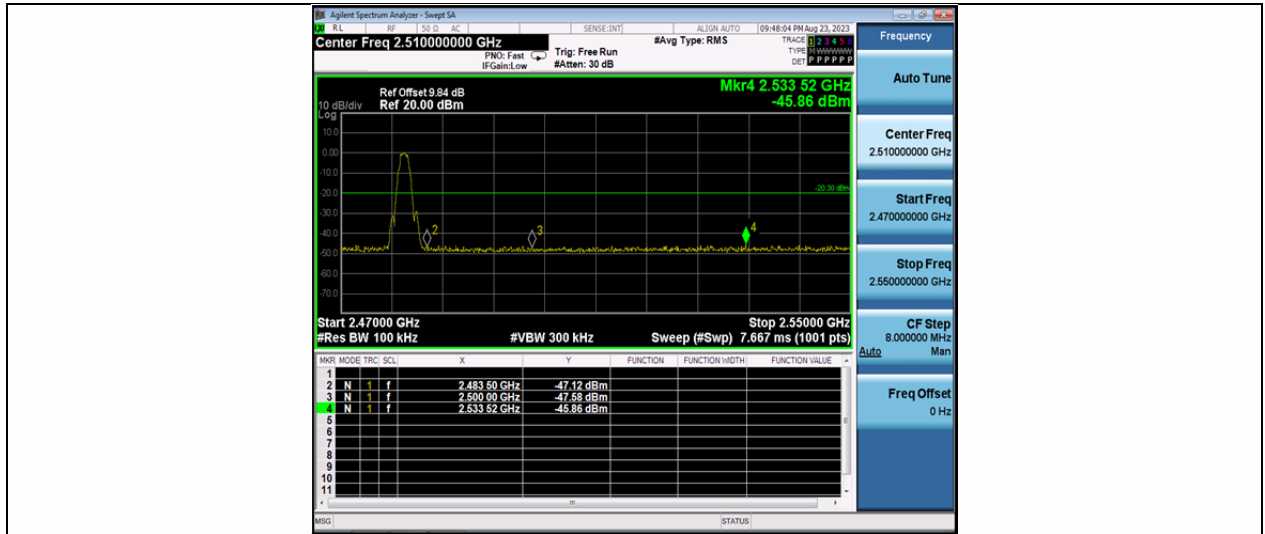 Agilent Spectrum Analyzer - Swept SA
RL RF 50 Ω AC SENSE:INT ALIGN AUTO 09:48:04 PM Aug 23, 2023
Center Freq 2.510000000 GHz
PNO: Fast
IFGain:Low
Trig: Free Run
#Atten: 30 dB
#Avg Type: RMS
TRACE 1 2 3 4 5 6
TYPE MWWWWW
DET P P P P P P
Ref Offset 9.84 dB
10 dB/div Ref 20.00 dBm
Log
Mkr4 2.533 52 GHz
-45.86 dBm
10.0
0.00
-10.0
-20.0
-20.30 dBm
-30.0
-40.0
-50.0
-60.0
-70.0
2
3
4
Start 2.47000 GHz Stop 2.55000 GHz
#Res BW 100 kHz #VBW 300 kHz Sweep (#Swp) 7.667 ms (1001 pts)
MKR MODE TRC SCL X Y FUNCTION FUNCTION WIDTH FUNCTION VALUE
1
2 N 1 f 2.483 50 GHz -47.12 dBm
3 N 1 f 2.500 00 GHz -47.58 dBm
4 N 1 f 2.533 52 GHz -45.86 dBm
5
6
7
8
9
10
11
MSG STATUS
Frequency
Auto Tune
Center Freq
2.510000000 GHz
Start Freq
2.470000000 GHz
Stop Freq
2.550000000 GHz
CF Step
8.000000 MHz
Auto Man
Freq Offset
0 Hz